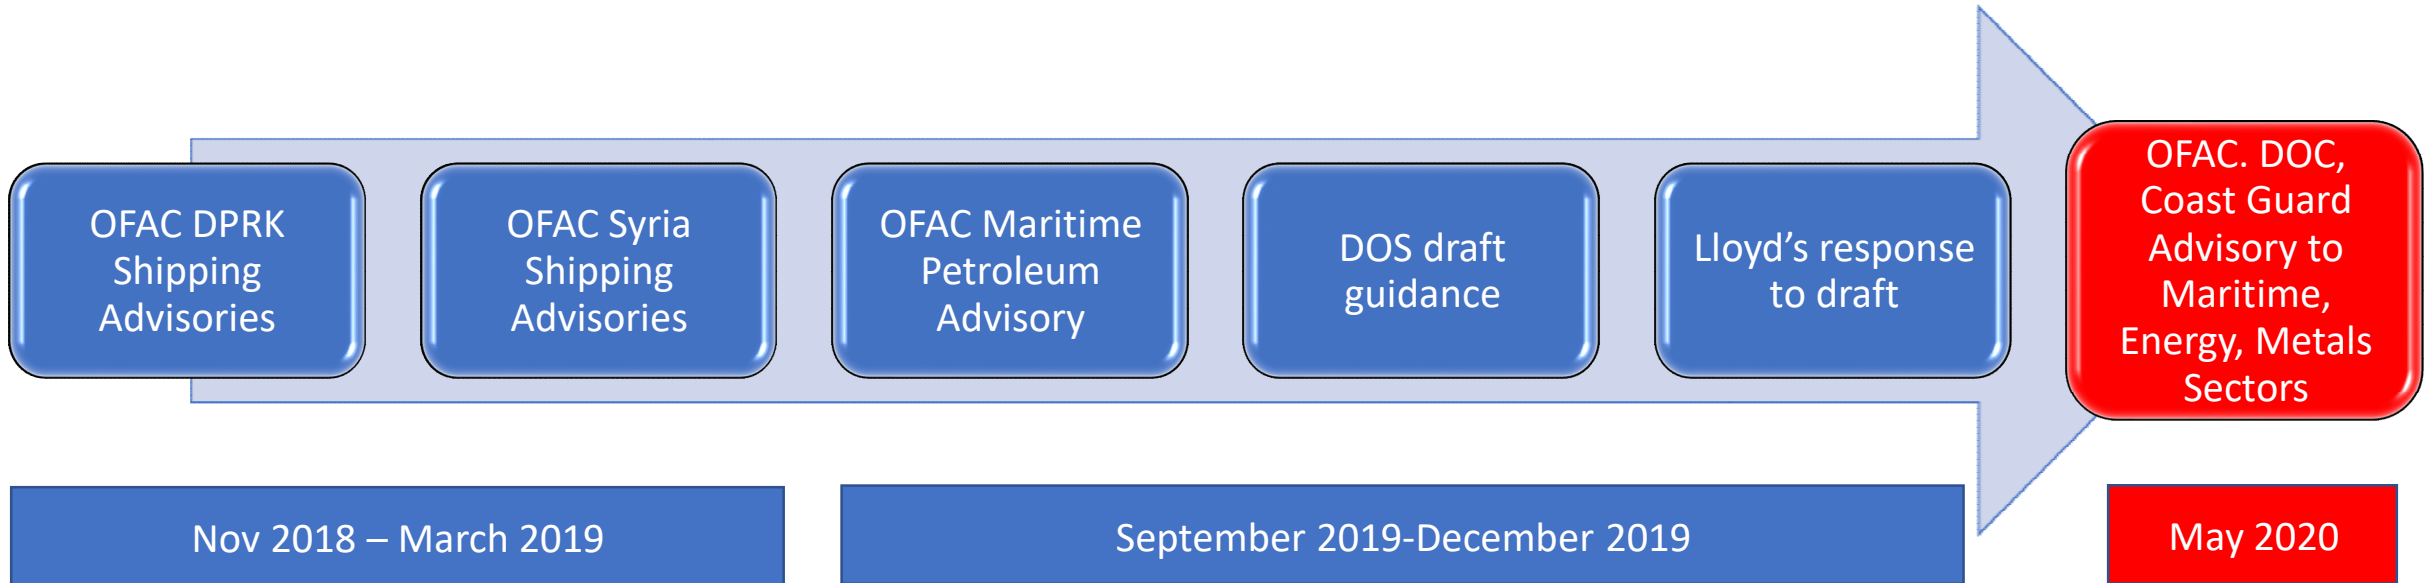 OFAC DPRK
Shipping
Advisories
OFAC Syria
Shipping
Advisories
OFAC Maritime
Petroleum
Advisory
DOS draft
guidance
Lloyd’s response
to draft
OFAC. DOC,
Coast Guard
Advisory to
Maritime,
Energy, Metals
Sectors
Nov 2018 – March 2019
September 2019-December 2019
May 2020